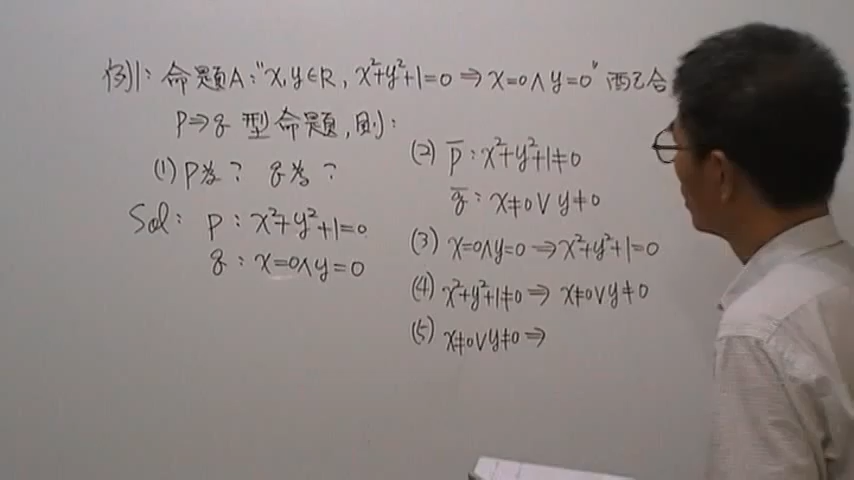 例1: 命题A:"x,y∈R, x²+y²+1=0 ⇒ x=0∧y=0" 配合
p⇒q 型命题,则:
(1) p为? q为?
Sol: p: x²+y²+1=0
q: x=0∧y=0
(2) p̅: x²+y²+1≠0
q̅: x≠0∨y≠0
(3) x=0∧y=0 ⇒ x²+y²+1=0
(4) x²+y²+1≠0 ⇒ x≠0∨y≠0
(5) x≠0∨y≠0 ⇒